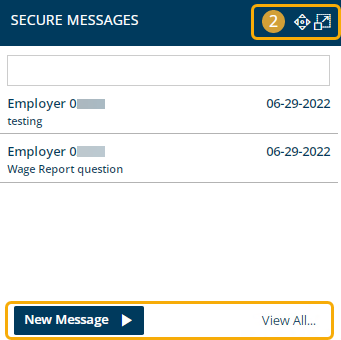 SECURE MESSAGES 2
Employer 0 06-29-2022
testing
Employer 0 06-29-2022
Wage Report question
New Message View All...